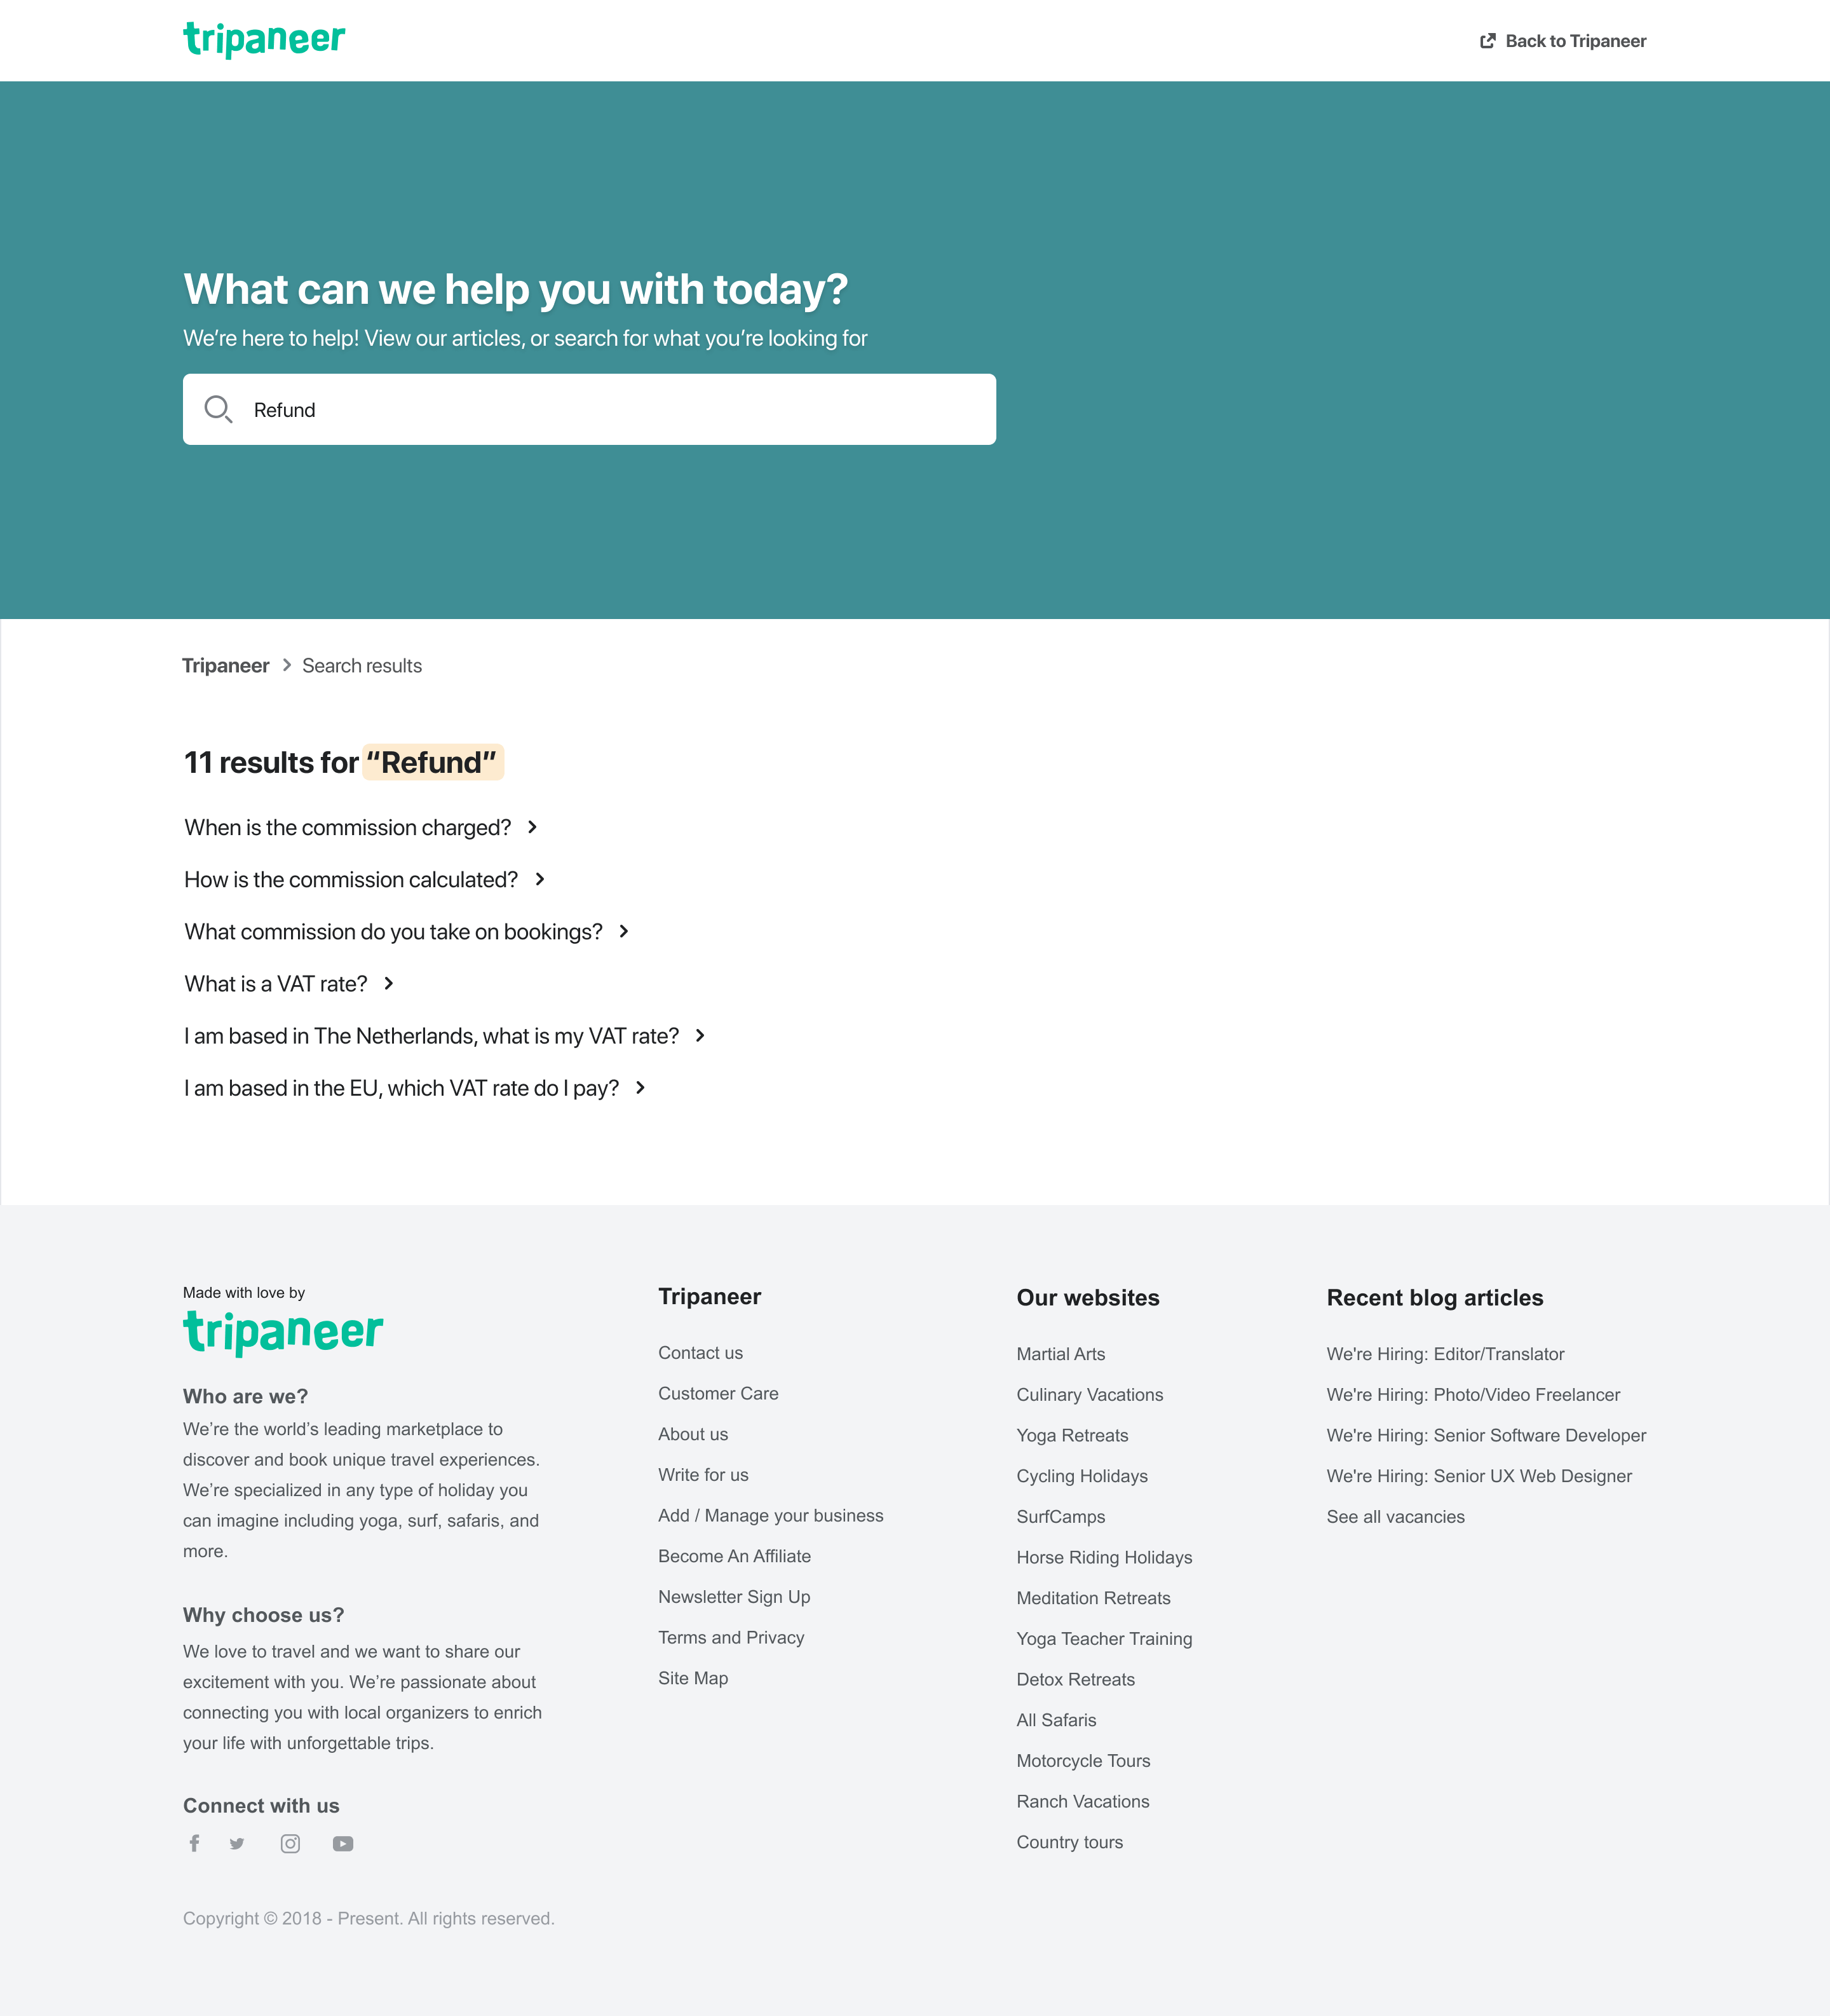 tripaneer
Back to Tripaneer
What can we help you with today?
We’re here to help! View our articles, or search for what you’re looking for
Refund
Tripaneer
Search results
11 results for “Refund”
When is the commission charged?
How is the commission calculated?
What commission do you take on bookings?
What is a VAT rate?
I am based in The Netherlands, what is my VAT rate?
I am based in the EU, which VAT rate do I pay?
Made with love by
tripaneer
Who are we?
We’re the world’s leading marketplace to
discover and book unique travel experiences.
We’re specialized in any type of holiday you
can imagine including yoga, surf, safaris, and
more.
Why choose us?
We love to travel and we want to share our
excitement with you. We’re passionate about
connecting you with local organizers to enrich
your life with unforgettable trips.
Connect with us
Copyright © 2018 - Present. All rights reserved.
Tripaneer
Contact us
Customer Care
About us
Write for us
Add / Manage your business
Become An Affiliate
Newsletter Sign Up
Terms and Privacy
Site Map
Our websites
Martial Arts
Culinary Vacations
Yoga Retreats
Cycling Holidays
SurfCamps
Horse Riding Holidays
Meditation Retreats
Yoga Teacher Training
Detox Retreats
All Safaris
Motorcycle Tours
Ranch Vacations
Country tours
Recent blog articles
We're Hiring: Editor/Translator
We're Hiring: Photo/Video Freelancer
We're Hiring: Senior Software Developer
We're Hiring: Senior UX Web Designer
See all vacancies